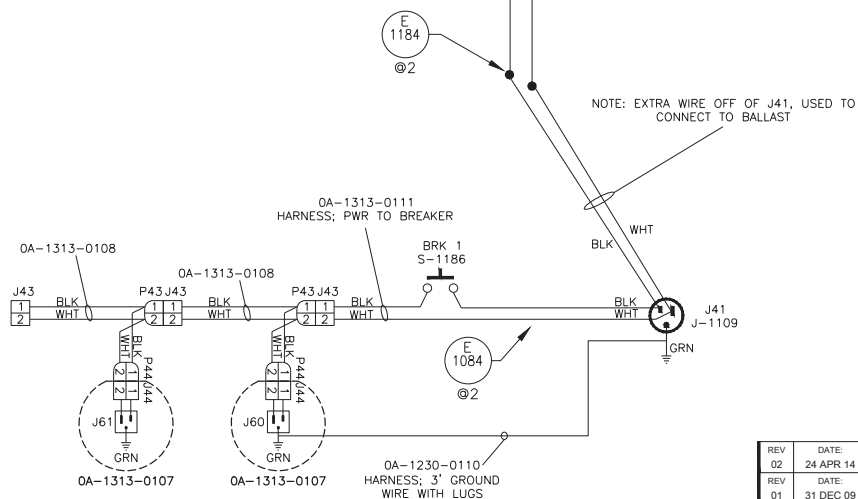 E
1184
@2
NOTE: EXTRA WIRE OFF OF J41, USED TO
CONNECT TO BALLAST
WHT
BLK
0A-1313-0111
HARNESS; PWR TO BREAKER
BRK 1
S-1186
0A-1313-0108
0A-1313-0108
J43
P43 J43
P43 J43
1
2
BLK
WHT
1 1
2 2
BLK
WHT
1 1
2 2
BLK
WHT
BLK
WHT
J41
J-1109
GRN
E
1084
@2
WHT
BLK
WHT
BLK
P44 J44
2 1
2 1
P44 J44
2 1
2 1
J61
J60
GRN
GRN
0A-1313-0107
0A-1313-0107
0A-1230-0110
HARNESS; 3' GROUND
WIRE WITH LUGS
REV DATE:
02 24 APR 14
REV DATE:
01 31 DEC 09